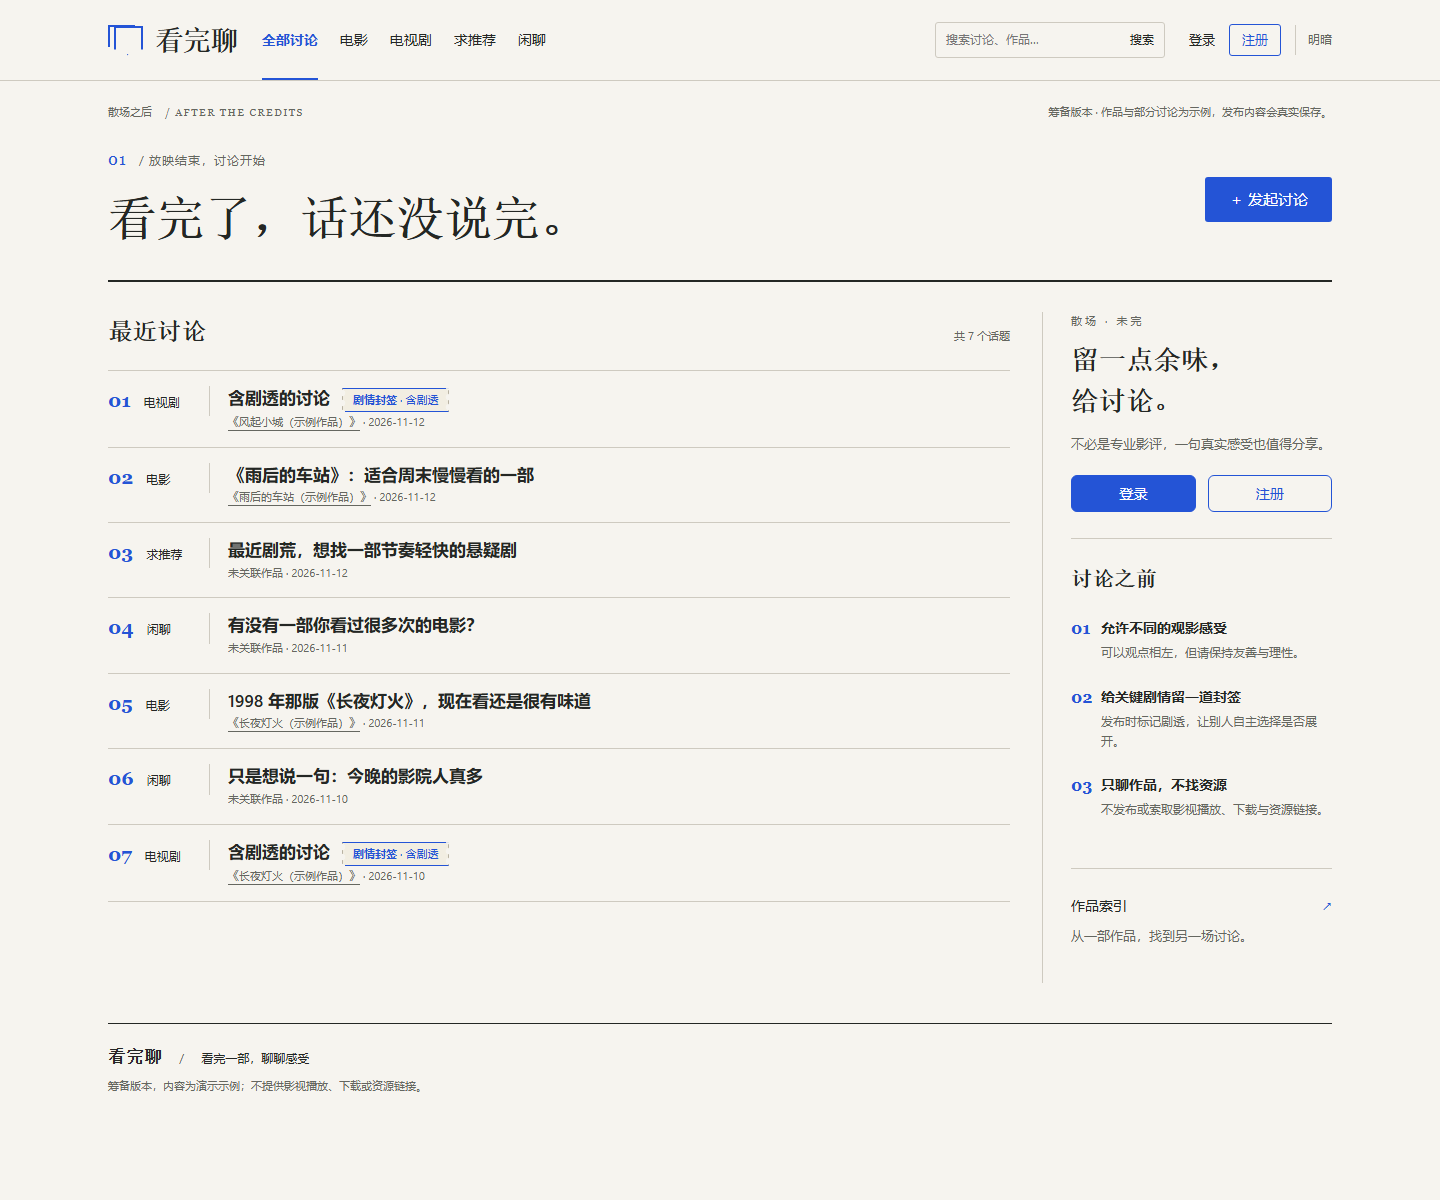 看完聊
全部讨论 电影 电视剧 求推荐 闲聊
搜索讨论、作品... 搜索 登录 注册 明暗
散场之后 / AFTER THE CREDITS
筹备版本 · 作品与部分讨论为示例，发布内容会真实保存。
01 / 放映结束，讨论开始
看完了，话还没说完。
+ 发起讨论
最近讨论
共 7 个话题
01 电视剧 含剧透的讨论 剧情封签 · 含剧透
《风起小城（示例作品）》 · 2026-11-12
02 电影 《雨后的车站》：适合周末慢慢看的一部
《雨后的车站（示例作品）》 · 2026-11-12
03 求推荐 最近剧荒，想找一部节奏轻快的悬疑剧
未关联作品 · 2026-11-12
04 闲聊 有没有一部你看过很多次的电影？
未关联作品 · 2026-11-11
05 电影 1998 年那版《长夜灯火》，现在看还是很有味道
《长夜灯火（示例作品）》 · 2026-11-11
06 闲聊 只是想说一句：今晚的影院人真多
未关联作品 · 2026-11-10
07 电视剧 含剧透的讨论 剧情封签 · 含剧透
《长夜灯火（示例作品）》 · 2026-11-10
散场 · 未完
留一点余味，
给讨论。
不必是专业影评，一句真实感受也值得分享。
登录 注册
讨论之前
01 允许不同的观影感受
可以观点相左，但请保持友善与理性。
02 给关键剧情留一道封签
发布时标记剧透，让别人自主选择是否展
开。
03 只聊作品，不找资源
不发布或索取影视播放、下载与资源链接。
作品索引 ↗
从一部作品，找到另一场讨论。
看完聊 / 看完一部，聊聊感受
筹备版本，内容为演示示例；不提供影视播放、下载或资源链接。